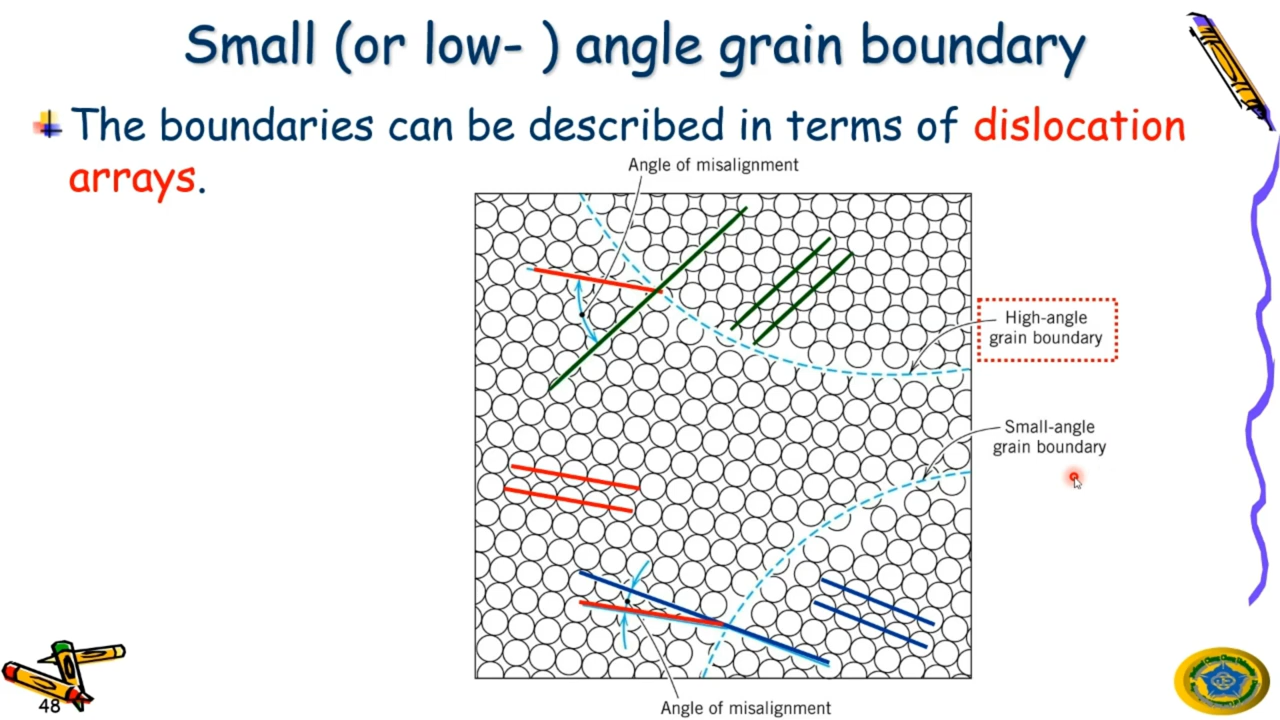 Small (or low- ) angle grain boundary
The boundaries can be described in terms of dislocation
arrays.
Angle of misalignment
High-angle
grain boundary
Small-angle
grain boundary
Angle of misalignment
48